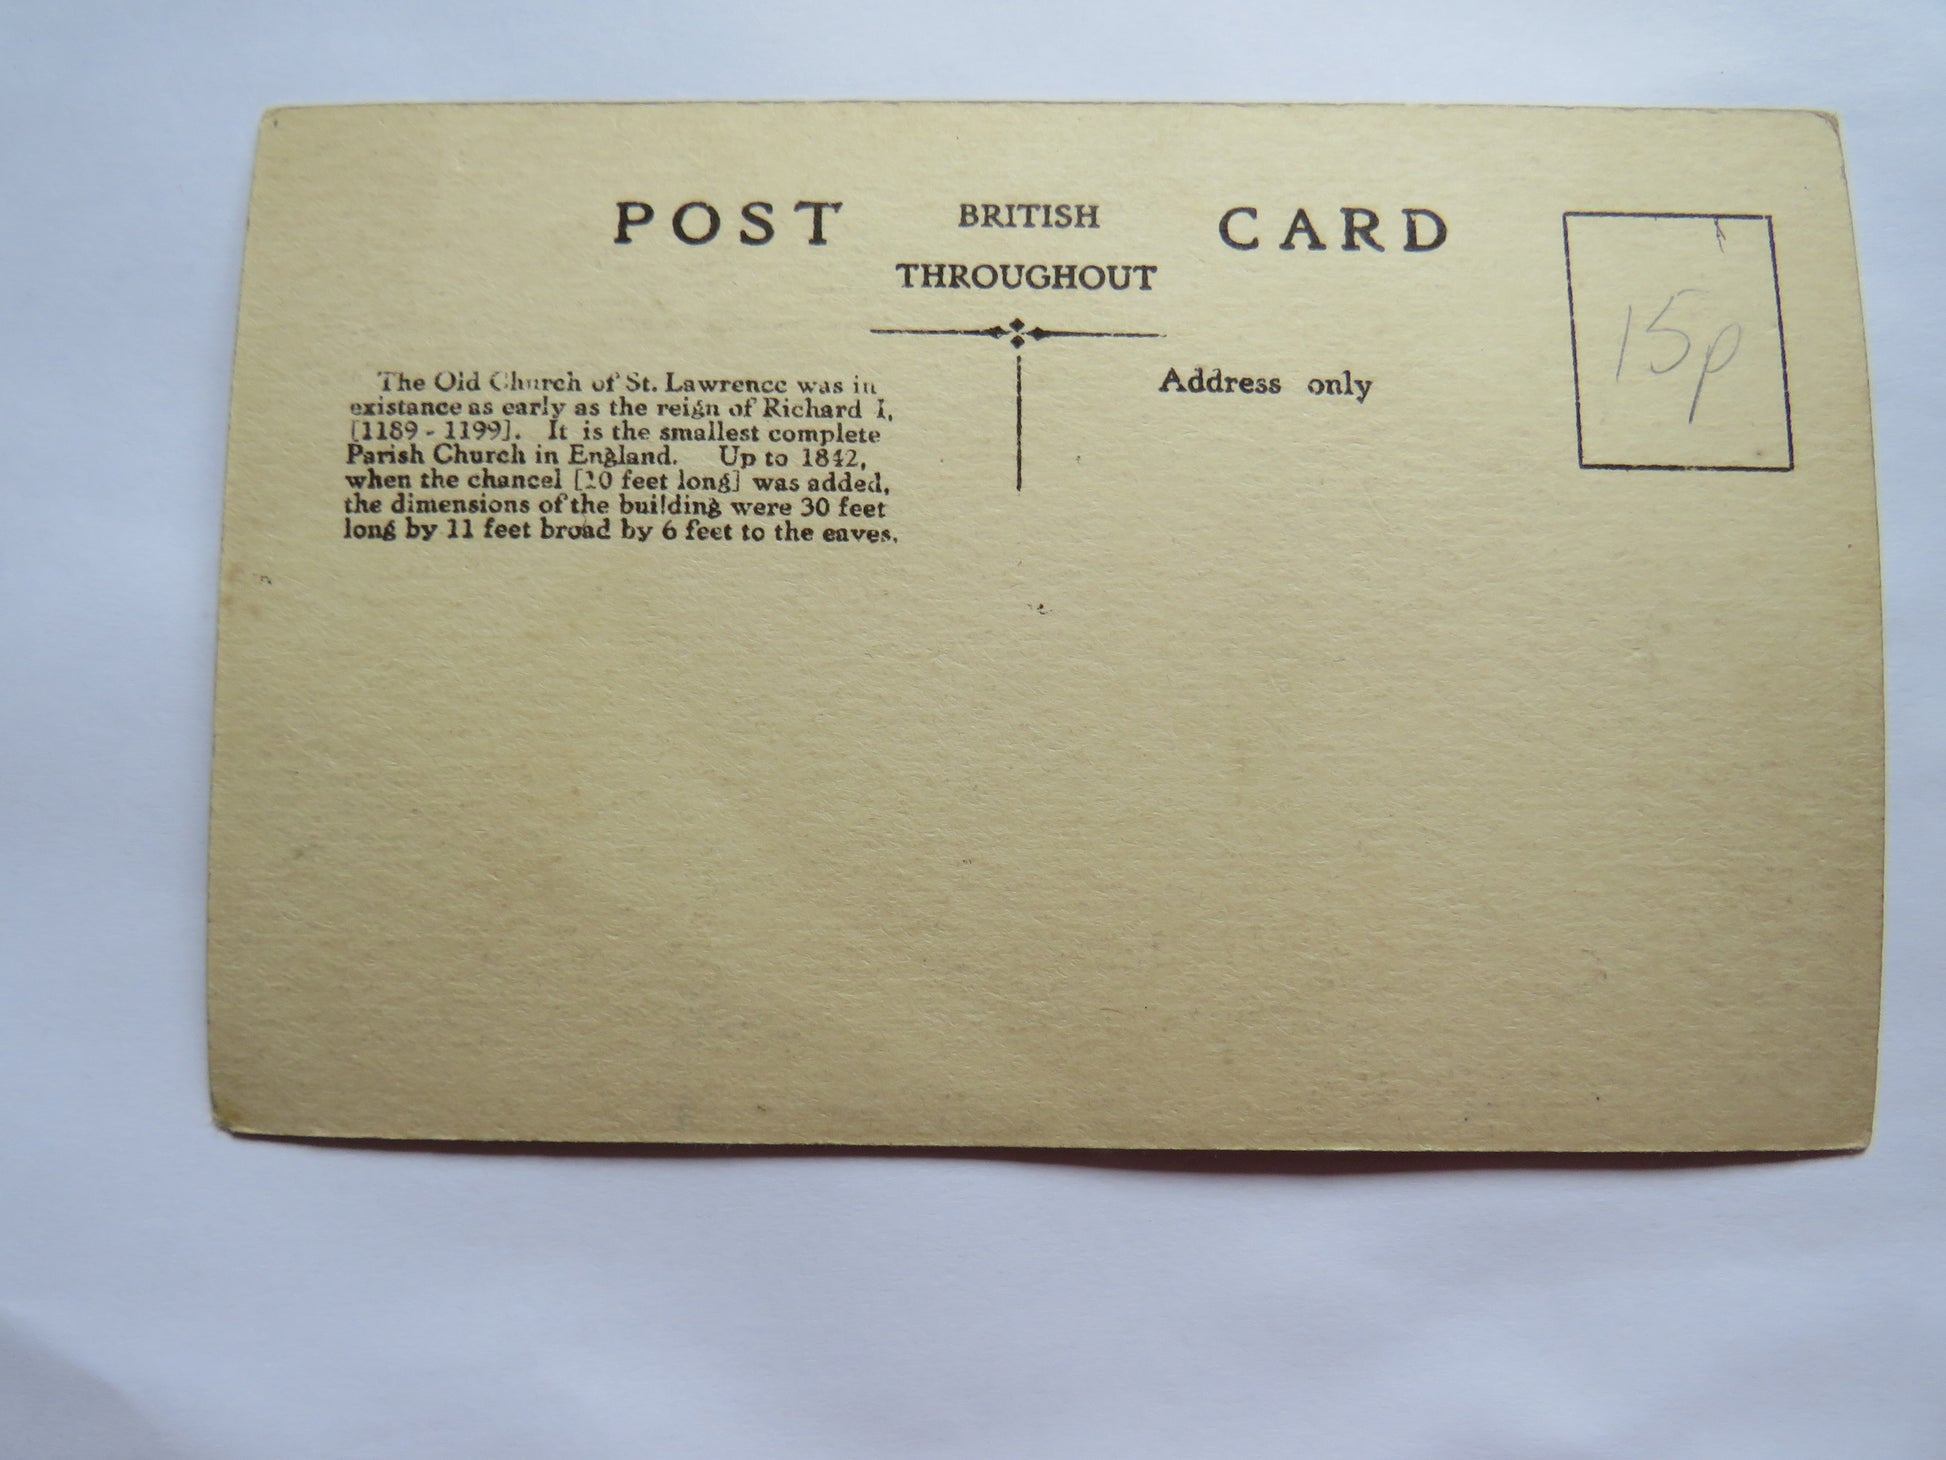 POST BRITISH CARD
THROUGHOUT
The Old Church of St. Lawrence was in
existance as early as the reign of Richard I,
[1189 - 1199]. It is the smallest complete
Parish Church in England. Up to 1842,
when the chancel [10 feet long] was added,
the dimensions of the building were 30 feet
long by 11 feet broad by 6 feet to the eaves.
Address only
15p